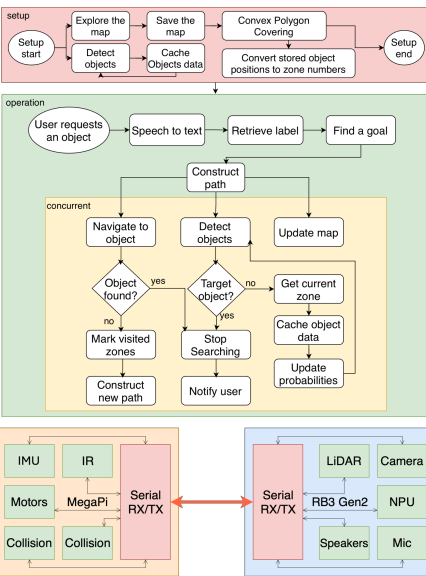 setup
Setup
start
Explore the
map
Save the
map
Convex Polygon
Covering
Setup
end
Detect
objects
Cache
Objects data
Convert stored object
positions to zone numbers
operation
User requests
an object
Speech to text
Retrieve label
Find a goal
Construct
path
concurrent
Navigate to
object
Detect
objects
Update map
Object
found?
yes
Target
object?
no
Get current
zone
no
yes
Mark visited
zones
Stop
Searching
Cache object
data
Construct
new path
Notify user
Update
probabilities
IMU
IR
Motors
MegaPi
Serial
RX/TX
Collision
Collision
Serial
RX/TX
LiDAR
Camera
RB3 Gen2
NPU
Speakers
Mic